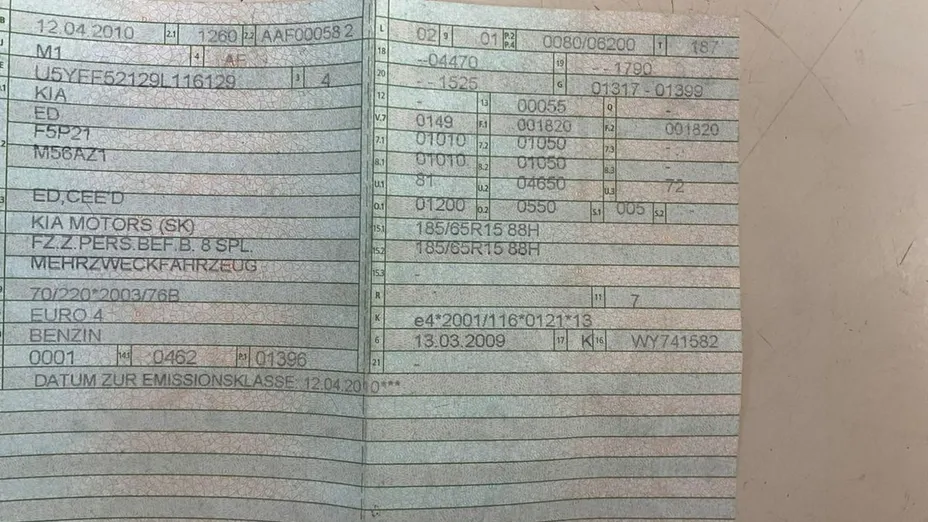 B 12.04.2010 2.1 1260 2.2 AAF00058 2
J M1 4 AF
E U5YFF52129L116129 3 4
KIA
ED
F5P21
M56AZ1
ED,CEE'D
KIA MOTORS (SK)
FZ.Z.PERS.BEF.B. 8 SPL.
MEHRZWECKFAHRZEUG
70/220*2003/76B
EURO 4
BENZIN
0001 14.1 0462 P.1 01396
DATUM ZUR EMISSIONSKLASSE: 12.04.2010***
L 02 9 01 P.2 P.4 0080/06200 T 187
18 --04470 19 - -1790
20 - -1525 G 01317 - 01399
12 - 13 00055 Q -
V.7 0149 F.1 001820 F.2 001820
7.1 01010 7.2 01050 7.3 - -
8.1 01010 8.2 01050 8.3 - -
U.1 81 U.2 04650 U.3 72
O.1 01200 O.2 0550 S.1 005 S.2 - -
15.1 185/65R15 88H
15.2 185/65R15 88H
15.3 -
R 11 7
K e4*2001/116*0121*13
6 13.03.2009 17 K 16 WY741582
21 -